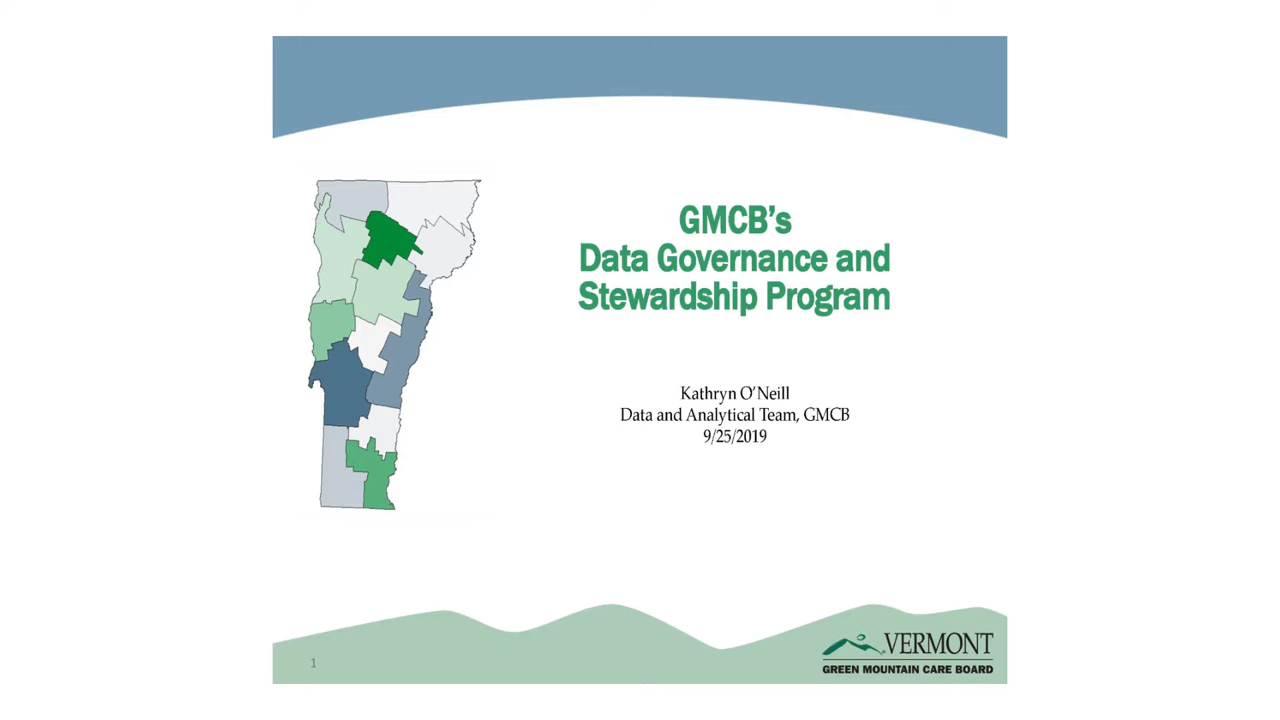 GMCB's
Data Governance and
Stewardship Program
Kathryn O'Neill
Data and Analytical Team, GMCB
9/25/2019
1
VERMONT
GREEN MOUNTAIN CARE BOARD